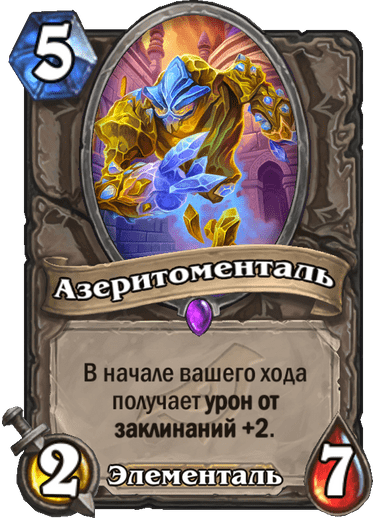 5
Азеритоменталь
В начале вашего хода
получает урон от
заклинаний +2.
2
Элементаль
7